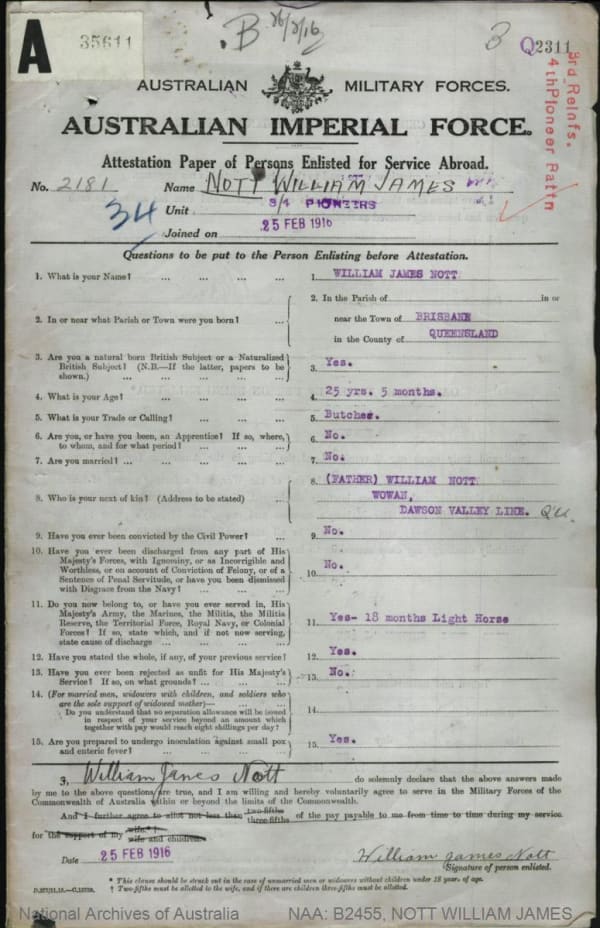 A
35611
B 26/2/16
3
Q2311
3rd Reinfs.
4th Pioneer Battn
AUSTRALIAN MILITARY FORCES.
AUSTRALIAN IMPERIAL FORCE.
Attestation Paper of Persons Enlisted for Service Abroad.
No. 2181 Name NOTT WILLIAM JAMES
34
Unit 3/4 PIONEERS
Joined on 25 FEB 1916
Questions to be put to the Person Enlisting before Attestation.
1. What is your Name? ... ... ... ... 1. WILLIAM JAMES NOTT
2. In or near what Parish or Town were you born? ...
2. In the Parish of in or
near the Town of BRISBANE
in the County of QUEENSLAND
3. Are you a natural born British Subject or a Naturalized
British Subject? (N.B.—If the latter, papers to be
shown.) ... ... ... ... 3. Yes.
4. What is your Age? ... ... ... ... 4. 25 yrs. 5 months.
5. What is your Trade or Calling? ... ... ... 5. Butcher.
6. Are you, or have you been, an Apprentice? If so, where,
to whom, and for what period? ... ... ... 6. No.
7. Are you married? ... ... ... ... 7. No.
8. Who is your next of kin? (Address to be stated) ...
8. (FATHER) WILLIAM NOTT
WOWAN,
DAWSON VALLEY LINE. Q'ld.
9. Have you ever been convicted by the Civil Power? ... 9. No.
10. Have you ever been discharged from any part of His
Majesty's Forces, with Ignominy, or as Incorrigible and
Worthless, or on account of Conviction of Felony, or of a
Sentence of Penal Servitude, or have you been dismissed
with Disgrace from the Navy? ... ... 10. No.
11. Do you now belong to, or have you ever served in, His
Majesty's Army, the Marines, the Militia, the Militia
Reserve, the Territorial Force, Royal Navy, or Colonial
Forces? If so, state which, and if not now serving,
state cause of discharge ... ... ... 11. Yes- 18 months Light Horse
12. Have you stated the whole, if any, of your previous service? 12. Yes.
13. Have you ever been rejected as unfit for His Majesty's
Service? If so, on what grounds? ... ... 13. No.
14. (For married men, widowers with children, and soldiers who
are the sole support of widowed mother)—
Do you understand that no separation allowance will be issued
in respect of your service beyond an amount which
together with pay would reach eight shillings per day? 14.
15. Are you prepared to undergo inoculation against small pox
and enteric fever? ... ... ... ... 15. Yes.
I, William James Nott do solemnly declare that the above answers made
by me to the above questions are true, and I am willing and hereby voluntarily agree to serve in the Military Forces of the
Commonwealth of Australia within or beyond the limits of the Commonwealth.
And I further agree to allot not less than two-fifths three-fifths of the pay payable to me from time to time during my service
for the support of my wife.*† wife and children.
Date 25 FEB 1916
William James Nott
Signature of person enlisted.
* This clause should be struck out in the case of unmarried men or widowers without children under 18 years of age.
† Two-fifths must be allotted to the wife, and if there are children three-fifths must be allotted.
National Archives of Australia NAA: B2455, NOTT WILLIAM JAMES